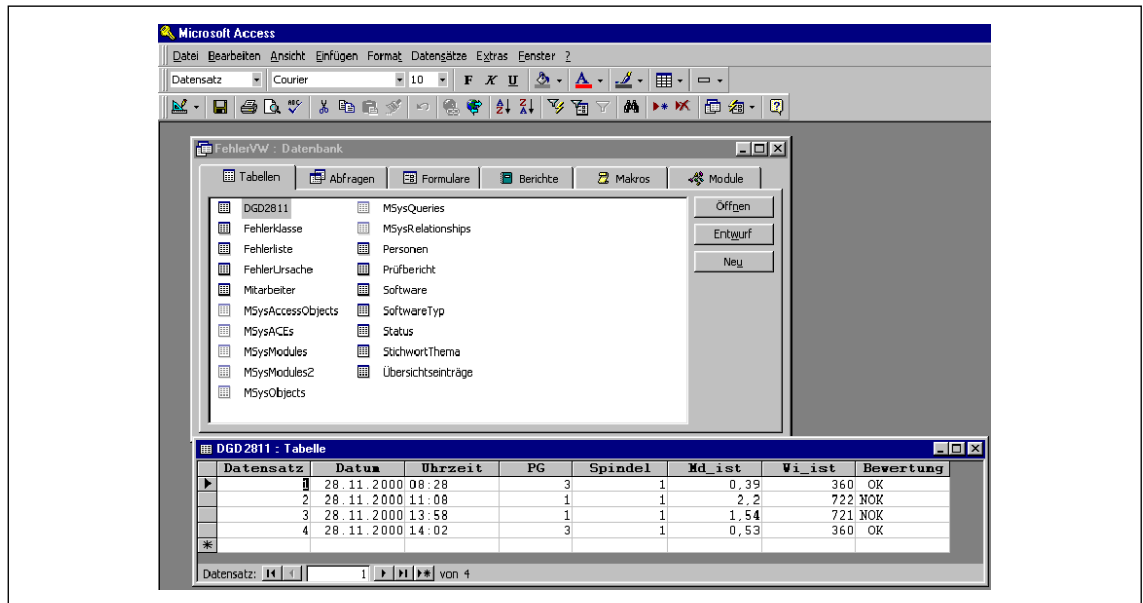 Microsoft Access
Datei Bearbeiten Ansicht Einfügen Format Datensätze Extras Fenster ?
Datensatz Courier 10 F K U A
FehlerVW : Datenbank
Tabellen Abfragen Formulare Berichte Makros Module
DGD2811 MSysQueries Öffnen
Fehlerklasse MSysRelationships Entwurf
Fehlerliste Personen Neu
FehlerUrsache Prüfbericht
Mitarbeiter Software
MSysAccessObjects SoftwareTyp
MSysACEs Status
MSysModules StichwortThema
MSysModules2 Übersichtseinträge
MSysObjects
DGD2811 : Tabelle
Datensatz Datum Uhrzeit PG Spindel Md_ist Wi_ist Bewertung
1 28.11.2000 08:28 3 1 0,39 360 OK
2 28.11.2000 11:08 1 1 2,2 722 NOK
3 28.11.2000 13:58 1 1 1,54 721 NOK
4 28.11.2000 14:02 3 1 0,53 360 OK
Datensatz: 1 von 4